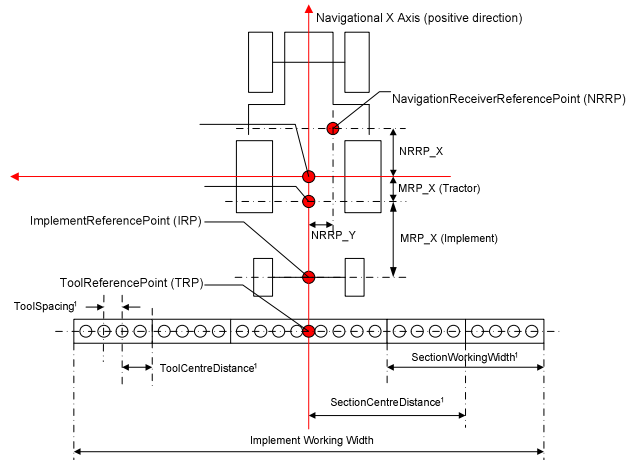 Navigational X Axis (positive direction)
NavigationReceiverReferencePoint (NRRP)
NRRP_X
MRP_X (Tractor)
ImplementReferencePoint (IRP)
NRRP_Y
MRP_X (Implement)
ToolReferencePoint (TRP)
ToolSpacing¹
SectionWorkingWidth¹
ToolCentreDistance¹
SectionCentreDistance¹
Implement Working Width